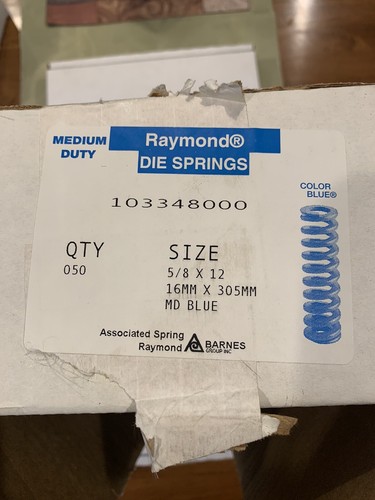 MEDIUM DUTY
Raymond®
DIE SPRINGS
103348000
COLOR BLUE®
QTY
050
SIZE
5/8 X 12
16MM X 305MM
MD BLUE
Associated Spring
Raymond
BARNES
GROUP INC